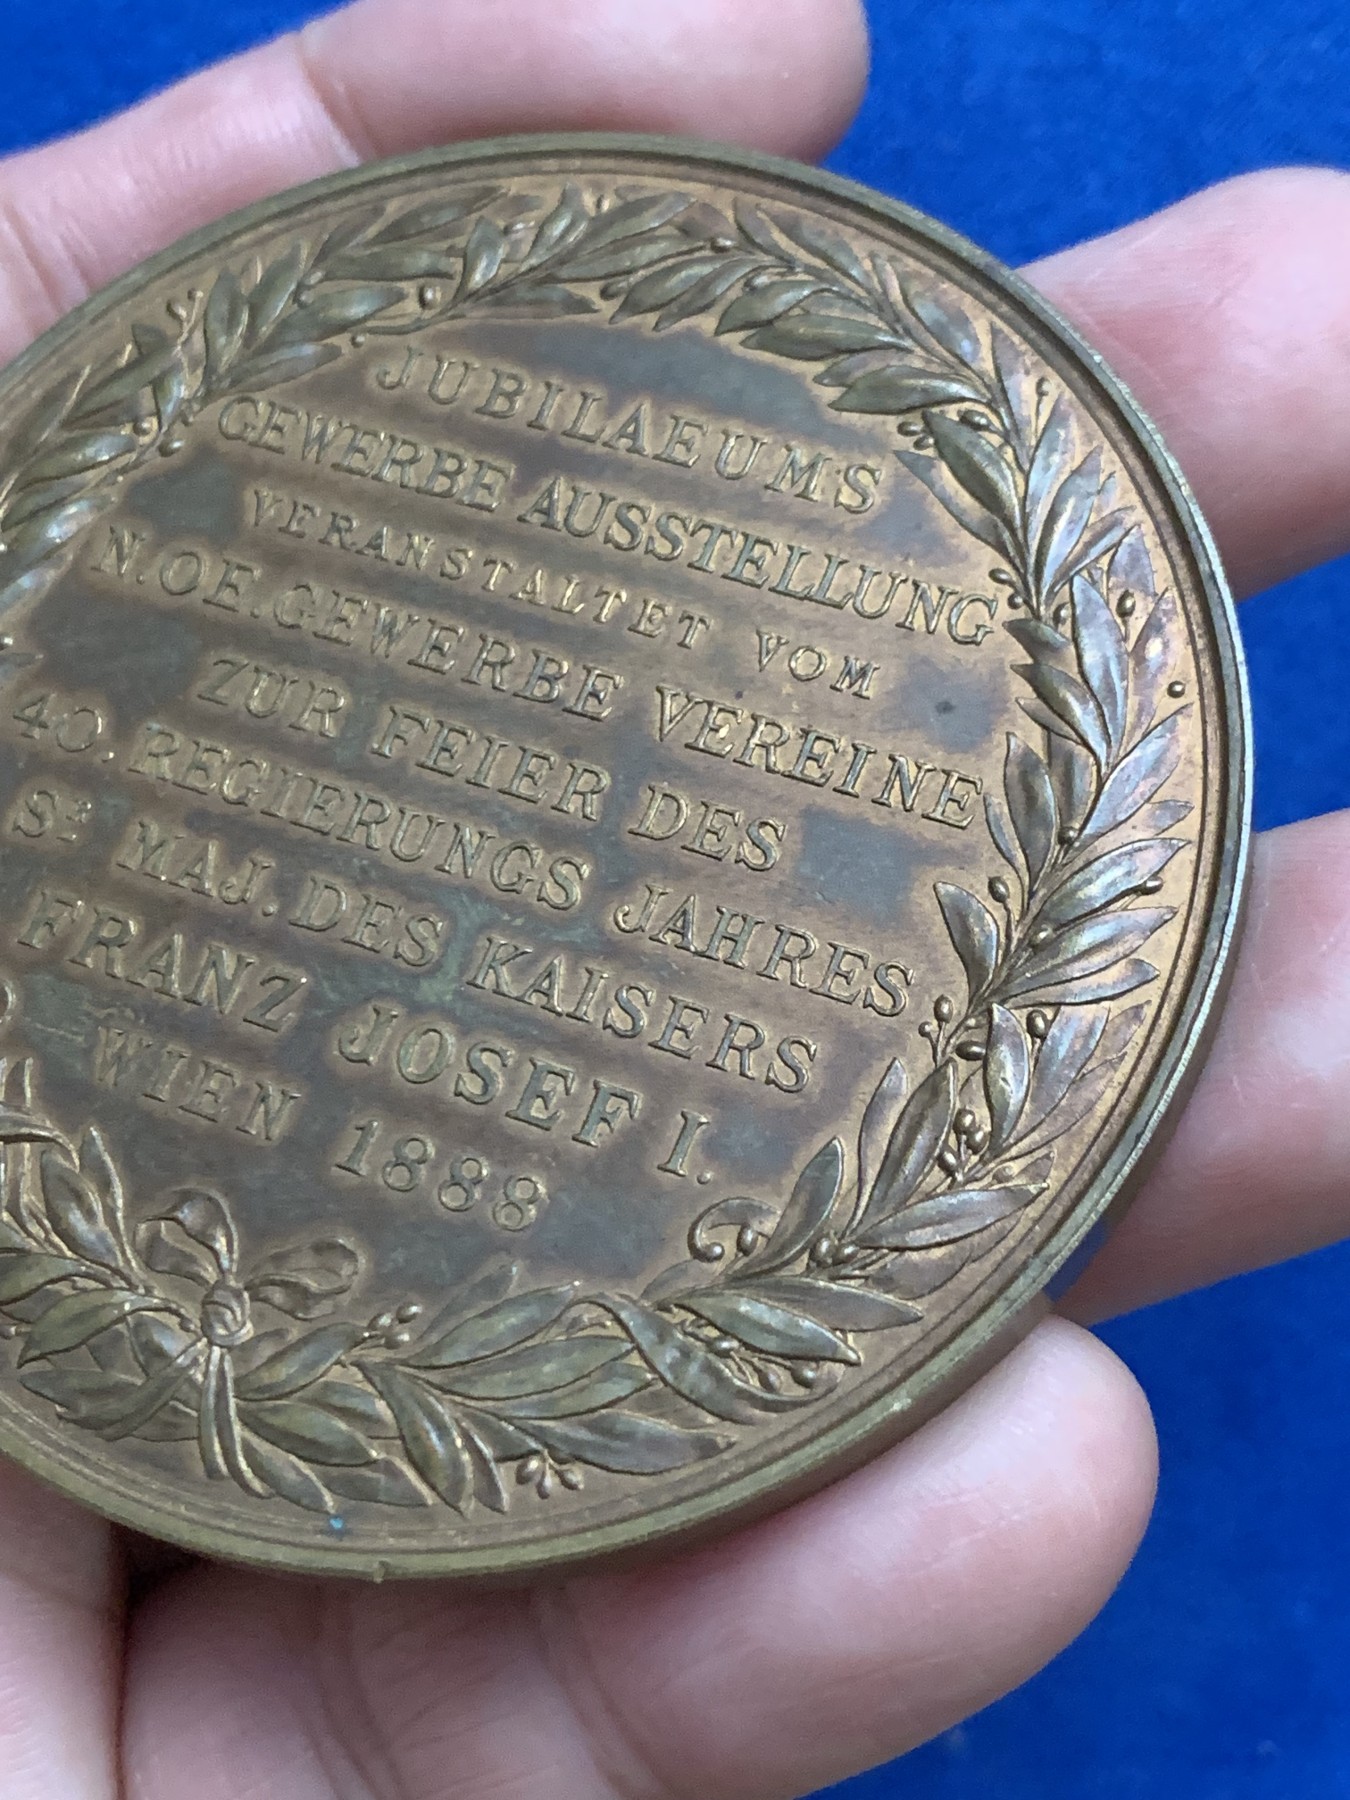 JUBILAEUMS
GEWERBE AUSSTELLUNG
VERANSTALTET VOM
N.OE.GEWERBE VEREINE
ZUR FEIER DES
40. REGIERUNGS JAHRES
Sr MAJ. DES KAISERS
FRANZ JOSEF I.
WIEN 1888